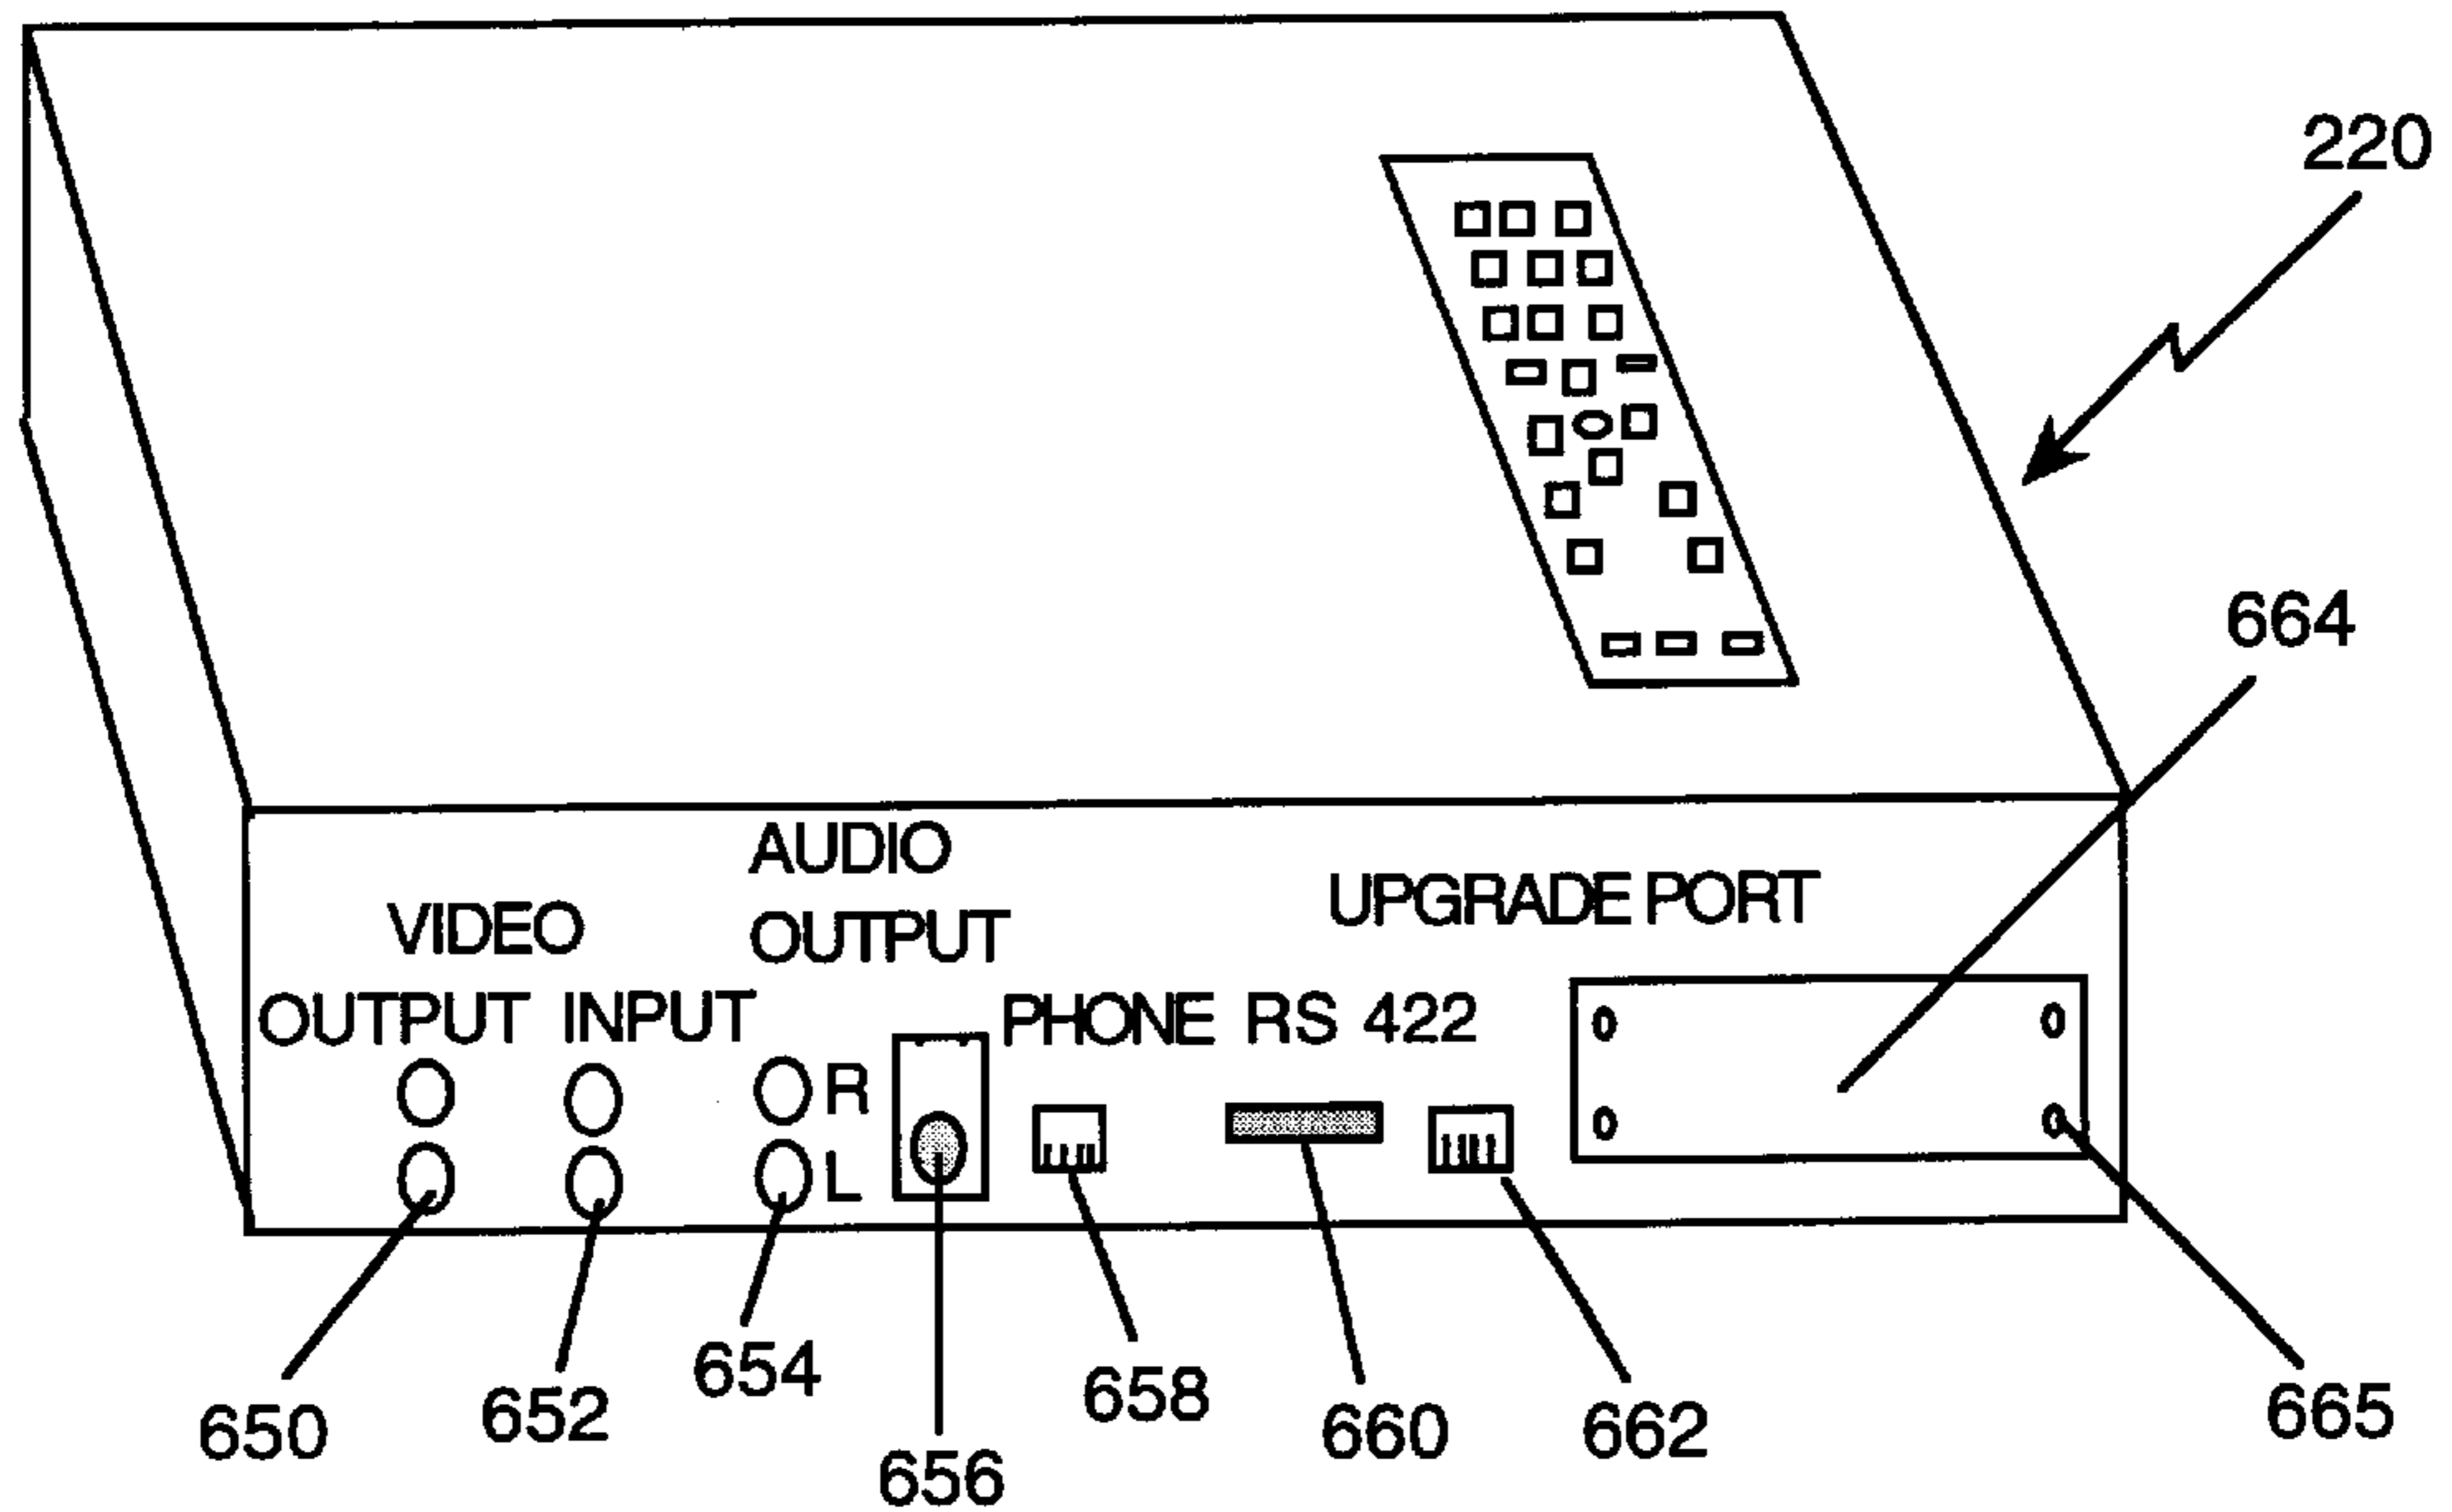 220
664
AUDIO
VIDEO
OUTPUT
UPGRADE PORT
OUTPUT INPUT
PHONE RS 422
R
L
650
652
654
656
658
660
662
665